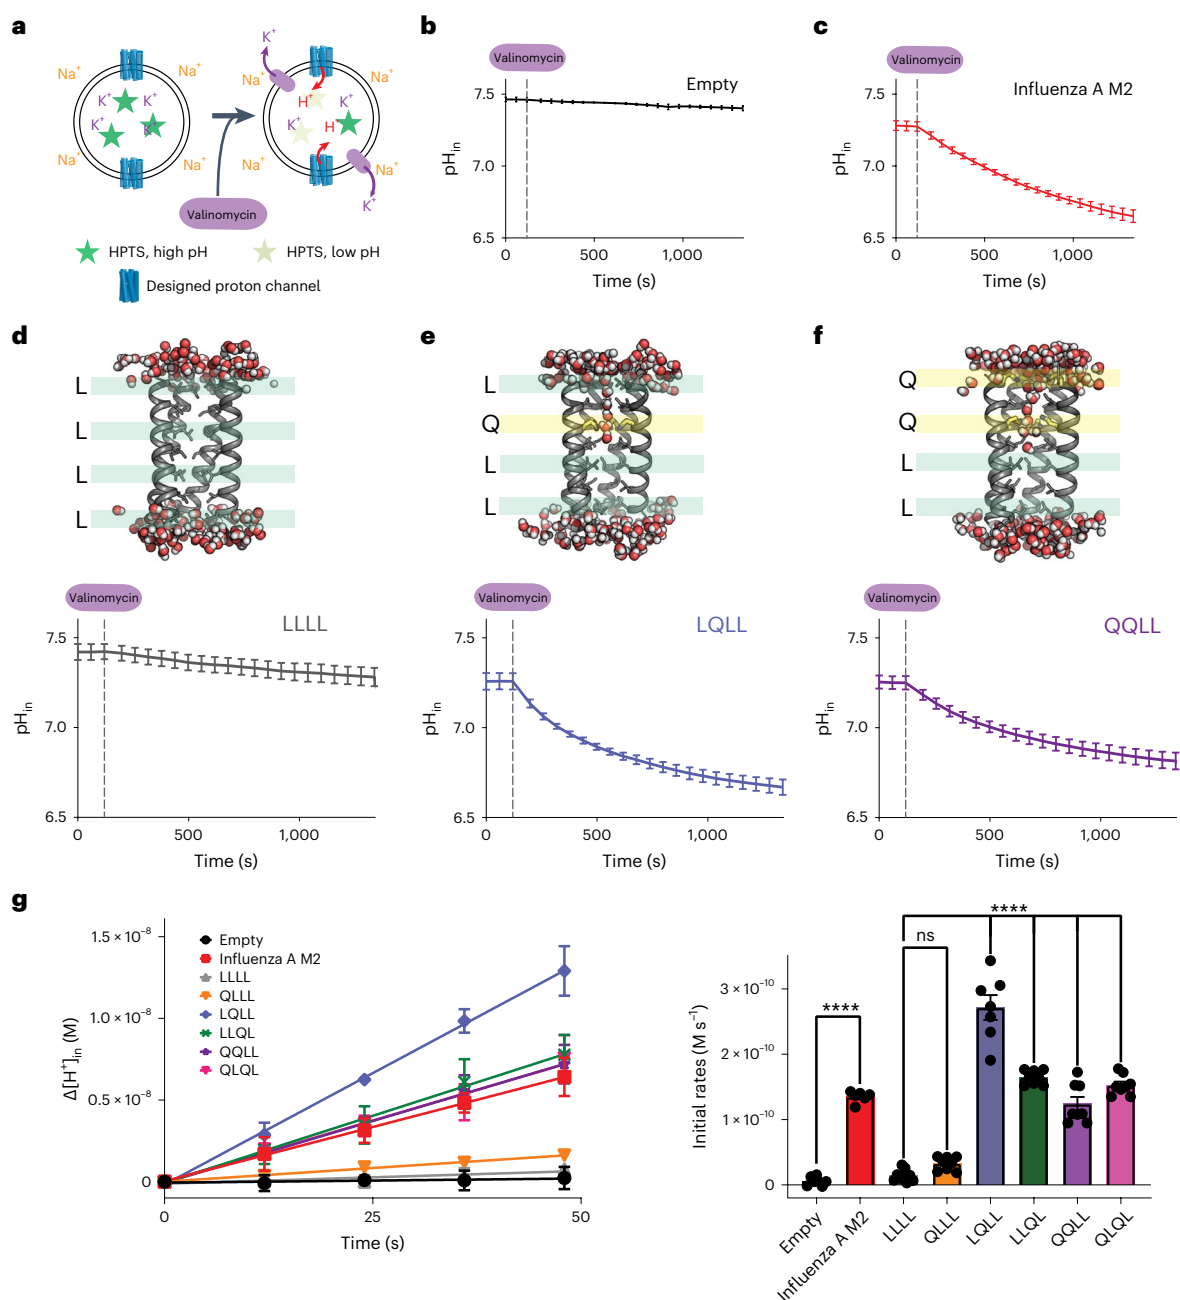 a
Valinomycin
Na⁺
Na⁺
K⁺
K⁺
K⁺
K⁺
Na⁺
Na⁺
K⁺
Na⁺
Na⁺
H⁺
K⁺
K⁺
H⁺
Na⁺
Na⁺
K⁺
HPTS, high pH
HPTS, low pH
Designed proton channel
b
Valinomycin
Empty
7.5
7.0
6.5
pHin
0
500
1,000
Time (s)
c
Valinomycin
Influenza A M2
7.5
7.0
6.5
pHin
0
500
1,000
Time (s)
d
L
L
L
L
Valinomycin
LLLL
7.5
7.0
6.5
pHin
0
500
1,000
Time (s)
e
L
Q
L
L
Valinomycin
LQLL
7.5
7.0
6.5
pHin
0
500
1,000
Time (s)
f
Q
Q
L
L
Valinomycin
QQLL
7.5
7.0
6.5
pHin
0
500
1,000
Time (s)
g
1.5 × 10⁻⁸
1.0 × 10⁻⁸
0.5 × 10⁻⁸
0
Δ[H⁺]in (M)
Empty
Influenza A M2
LLLL
QLLL
LQLL
LLQL
QQLL
QLQL
0
25
50
Time (s)
****
ns
****
3 × 10⁻¹⁰
2 × 10⁻¹⁰
1 × 10⁻¹⁰
0
Initial rates (M s⁻¹)
Empty
Influenza A M2
LLLL
QLLL
LQLL
LLQL
QQLL
QLQL